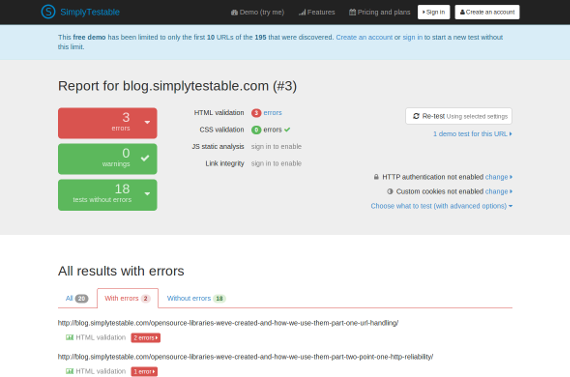 SimplyTestable
Demo (try me) Features Pricing and plans Sign in Create an account
This free demo has been limited to only the first 10 URLs of the 195 that were discovered. Create an account or sign in to start a new test without
this limit.
Report for blog.simplytestable.com (#3)
3
errors
0
warnings
18
tests without errors
HTML validation 3 errors
CSS validation 0 errors
JS static analysis sign in to enable
Link integrity sign in to enable
Re-test Using selected settings
1 demo test for this URL
HTTP authentication not enabled change
Custom cookies not enabled change
Choose what to test (with advanced options)
All results with errors
All 20 With errors 2 Without errors 18
http://blog.simplytestable.com/opensource-libraries-weve-created-and-how-we-use-them-part-one-url-handling/
HTML validation 2 errors
http://blog.simplytestable.com/opensource-libraries-weve-created-and-how-we-use-them-part-two-point-one-http-reliability/
HTML validation 1 error